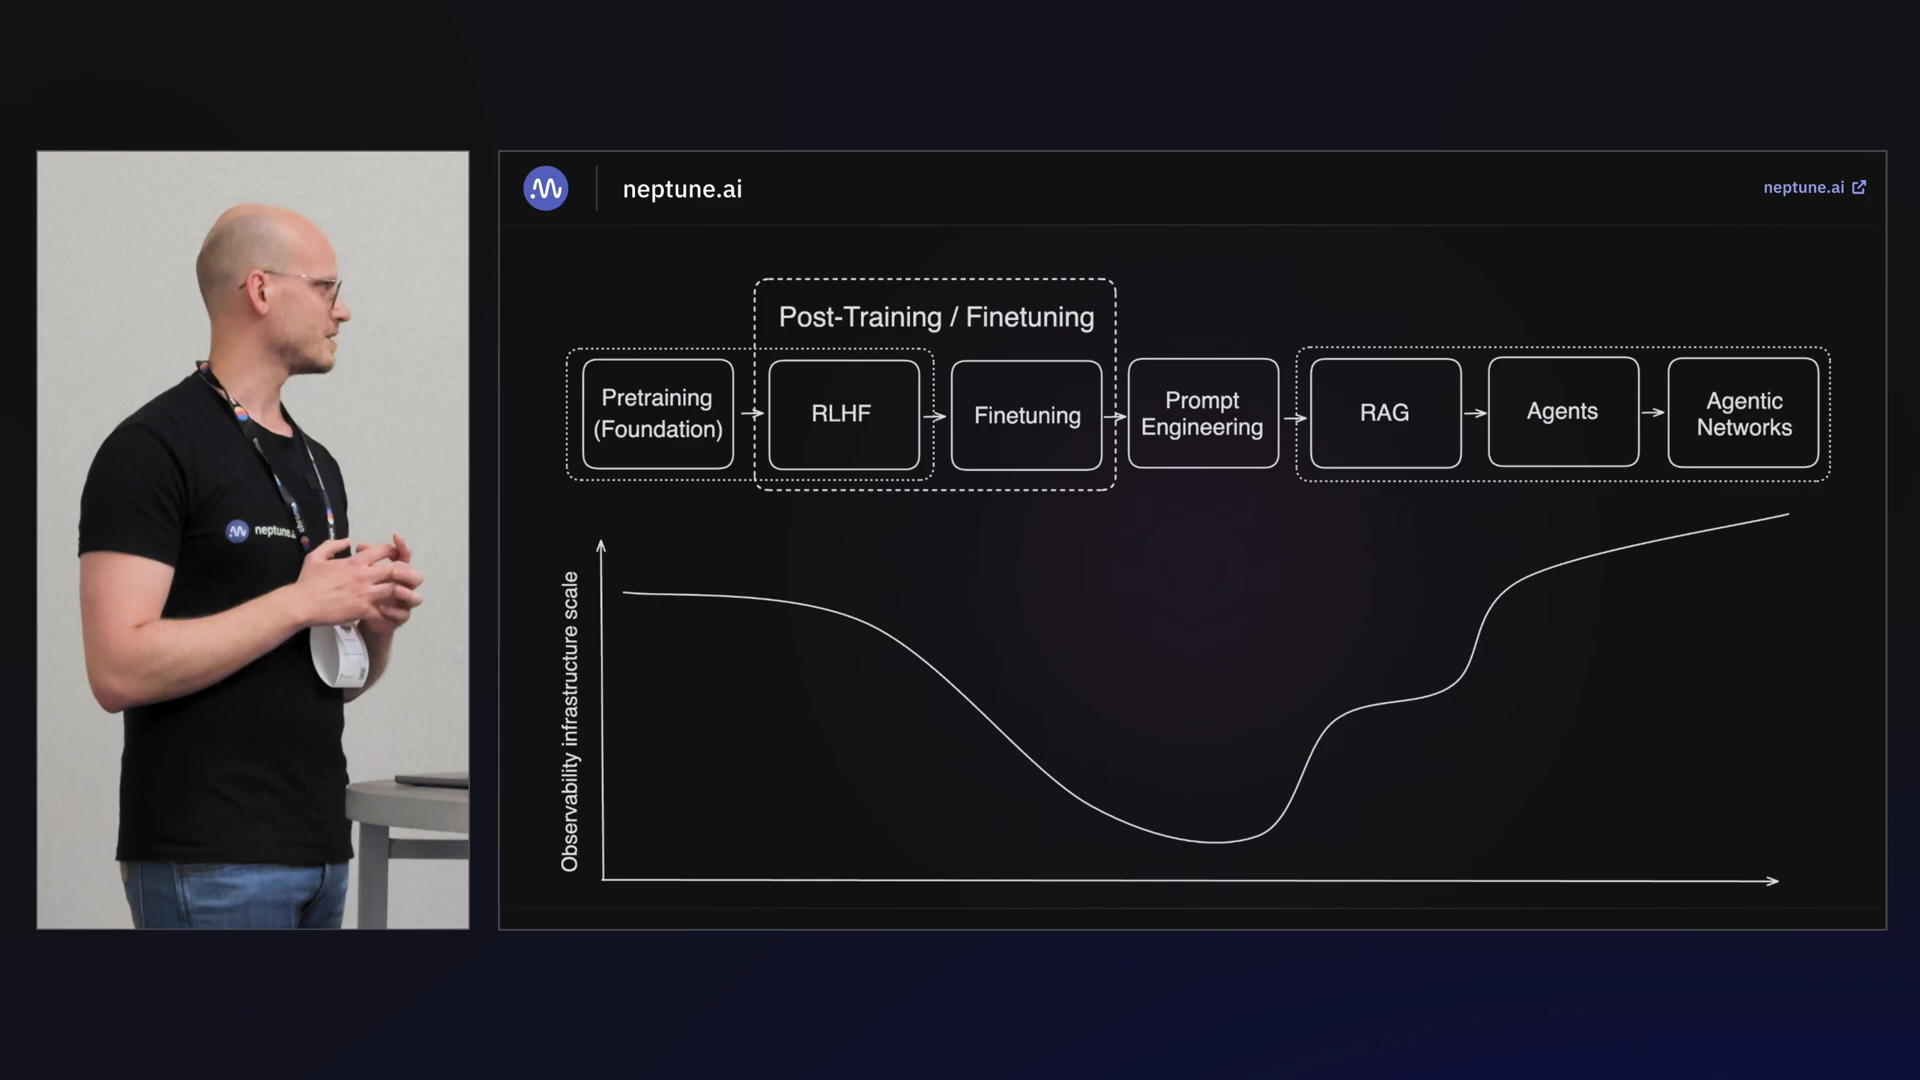 neptune.ai
neptune.ai
Post-Training / Finetuning
Pretraining
(Foundation)
RLHF
Finetuning
Prompt
Engineering
RAG
Agents
Agentic
Networks
Observability infrastructure scale
neptune.a